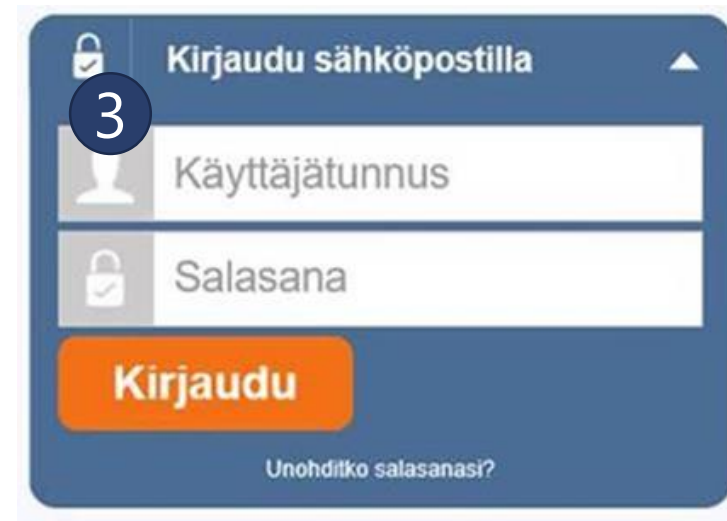 Kirjaudu sähköpostilla
3
Käyttäjätunnus
Salasana
Kirjaudu
Unohditko salasanasi?